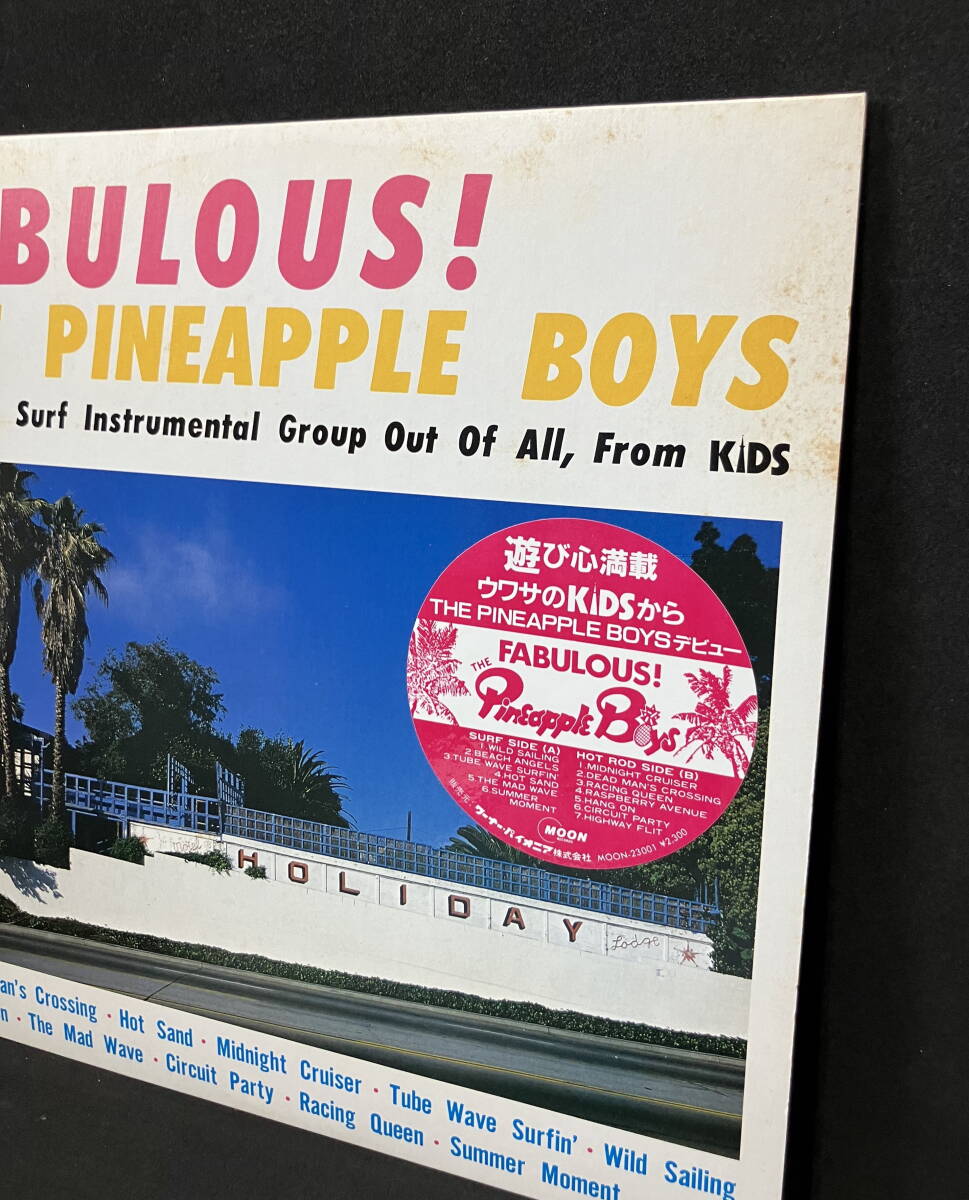 BULOUS!
PINEAPPLE BOYS
Surf Instrumental Group Out Of All, From KiDS
遊び心満載
ウワサのKiDSから
THE PINEAPPLE BOYSデビュー
FABULOUS!
THE
Pineapple Boys
SURF SIDE (A)
1.WILD SAILING
2.BEACH ANGELS
3.TUBE WAVE SURFIN'
4.HOT SAND
5.THE MAD WAVE
6.SUMMER
MOMENT
HOT ROD SIDE (B)
1.MIDNIGHT CRUISER
2.DEAD MAN'S CROSSING
3.RACING QUEEN
4.RASPBERRY AVENUE
5.HANG ON
6.CIRCUIT PARTY
7.HIGHWAY FLIT
MOON
販売元・ワーナー・パイオニア株式会社 MOON-23001 ¥2,300
HOLIDAY
Lodge
an's Crossing · Hot Sand · Midnight Cruiser · Tube Wave Surfin' · Wild Sailing
n · The Mad Wave · Circuit Party · Racing Queen · Summer Moment